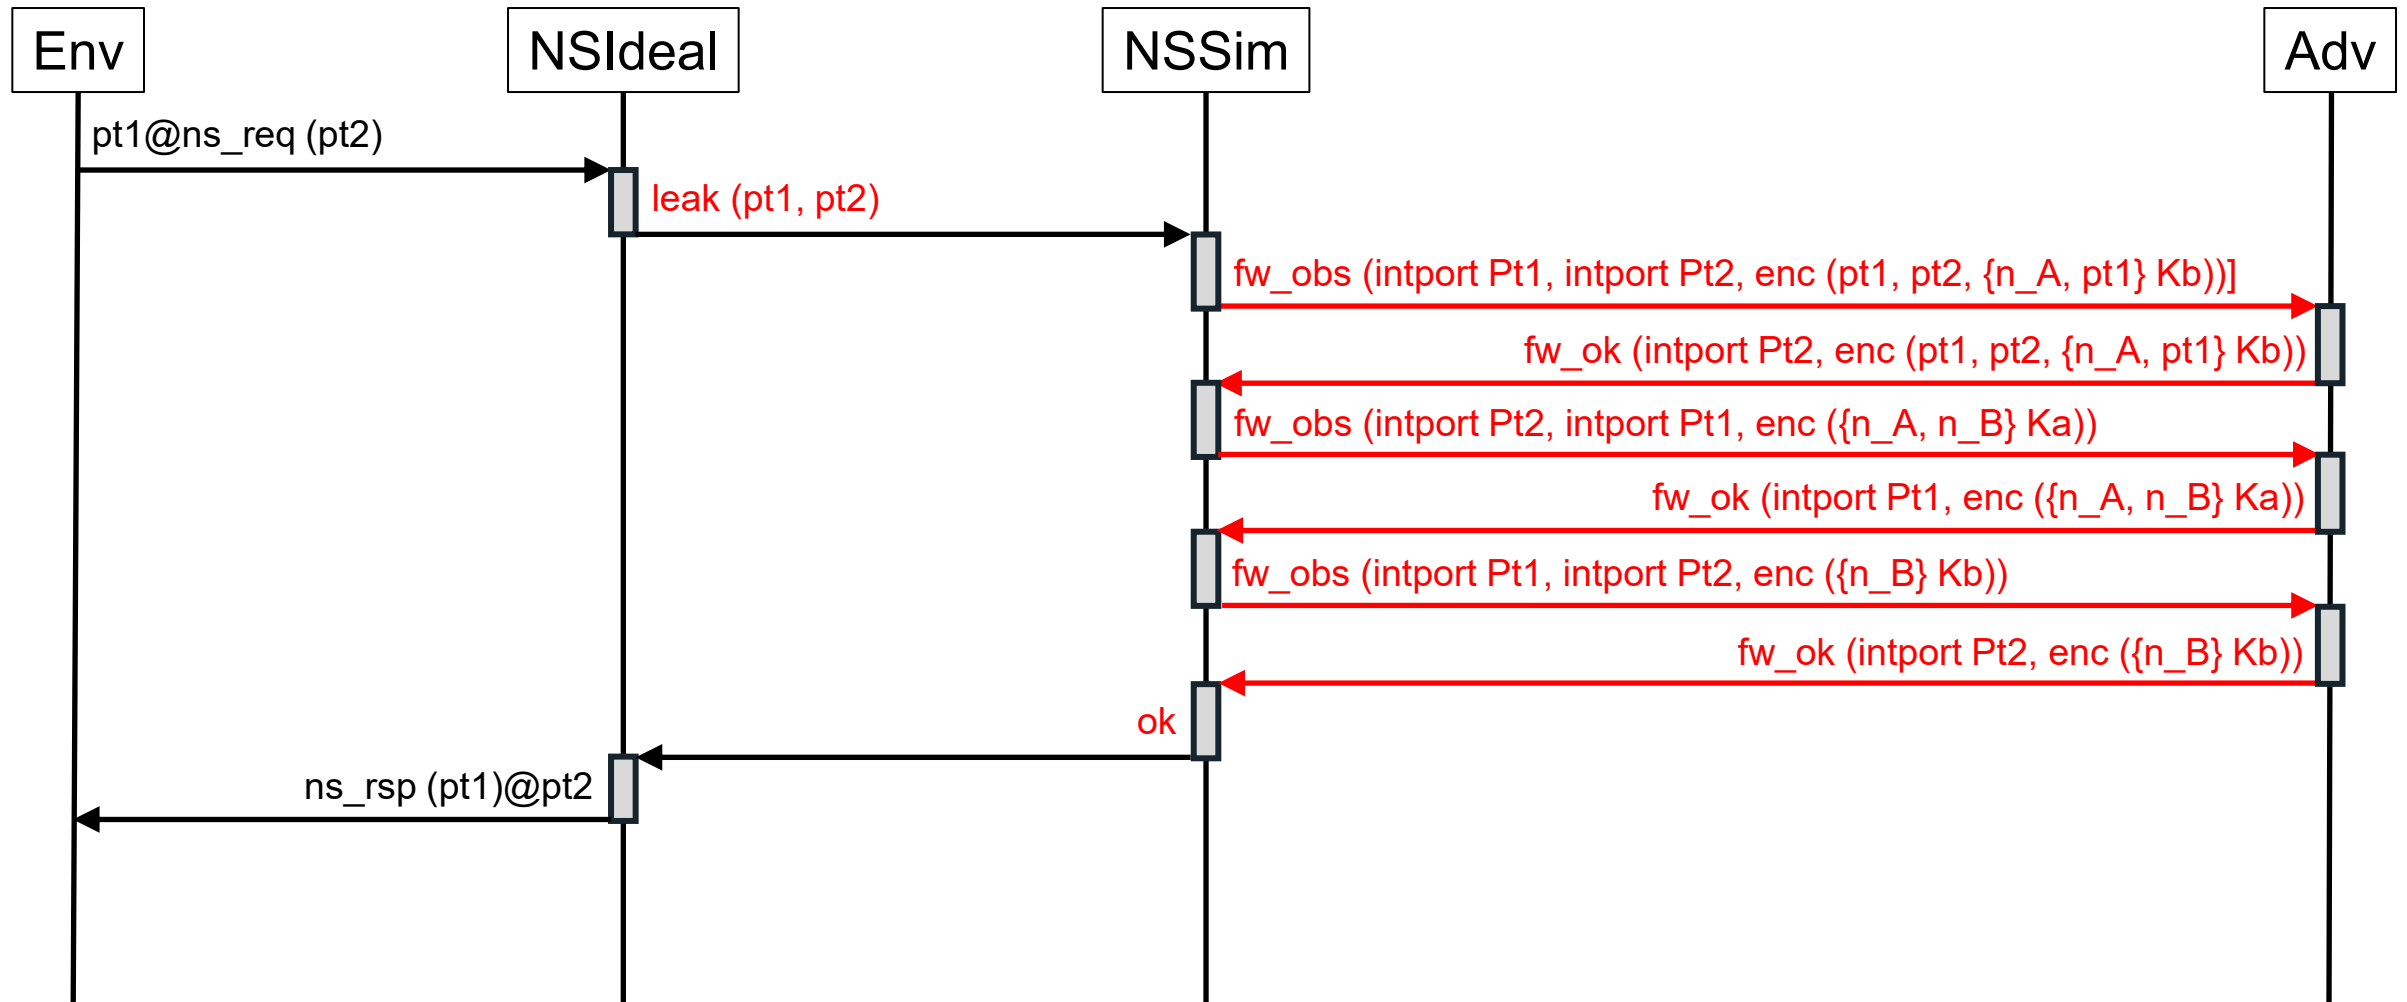 Env
NSIdeal
NSSim
Adv
pt1@ns_req (pt2)
leak (pt1, pt2)
fw_obs (intport Pt1, intport Pt2, enc (pt1, pt2, {n_A, pt1} Kb))]
fw_ok (intport Pt2, enc (pt1, pt2, {n_A, pt1} Kb))
fw_obs (intport Pt2, intport Pt1, enc ({n_A, n_B} Ka))
fw_ok (intport Pt1, enc ({n_A, n_B} Ka))
fw_obs (intport Pt1, intport Pt2, enc ({n_B} Kb))
fw_ok (intport Pt2, enc ({n_B} Kb))
ok
ns_rsp (pt1)@pt2